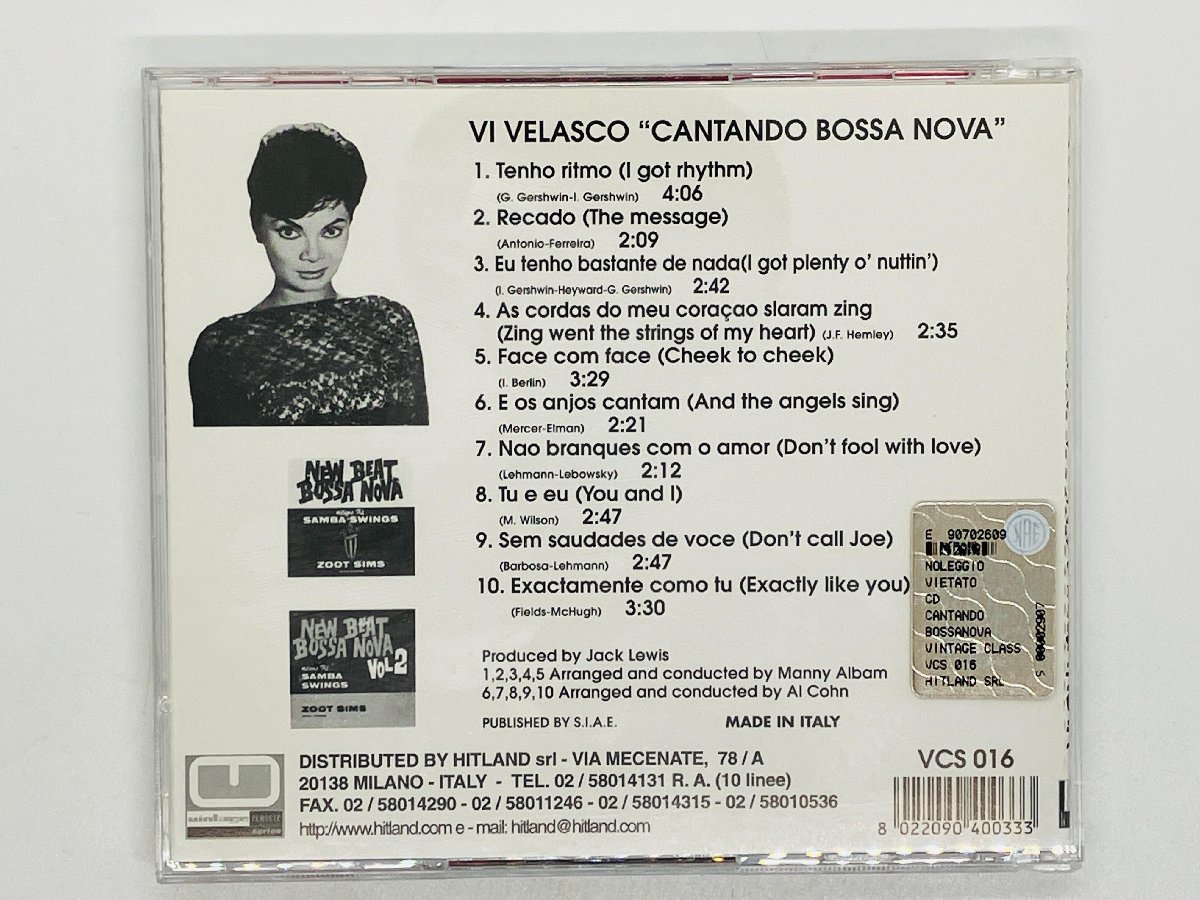 VI VELASCO “CANTANDO BOSSA NOVA”
1. Tenho ritmo (I got rhythm)
(G. Gershwin-I. Gershwin) 4:06
2. Recado (The message)
(Antonio-Ferreira) 2:09
3. Eu tenho bastante de nada(I got plenty o’ nuttin’)
(I. Gershwin-Heyward-G. Gershwin) 2:42
4. As cordas do meu coraçao slaram zing
(Zing went the strings of my heart) (J.F. Hemley) 2:35
5. Face com face (Cheek to cheek)
(I. Berlin) 3:29
6. E os anjos cantam (And the angels sing)
(Mercer-Elman) 2:21
7. Nao branques com o amor (Don’t fool with love)
(Lehmann-Lebowsky) 2:12
8. Tu e eu (You and I)
(M. Wilson) 2:47
9. Sem saudades de voce (Don’t call Joe)
(Barbosa-Lehmann) 2:47
10. Exactamente como tu (Exactly like you)
(Fields-McHugh) 3:30
Produced by Jack Lewis
1,2,3,4,5 Arranged and conducted by Manny Albam
6,7,8,9,10 Arranged and conducted by Al Cohn
PUBLISHED BY S.I.A.E. MADE IN ITALY
NEW BEAT
BOSSA NOVA
SAMBA SWINGS
ZOOT SIMS
NEW BEAT
BOSSA NOVA
VOL 2
SAMBA
SWINGS
ZOOT SIMS
E 90702609
NOLEGGIO
VIETATO
CD
CANTANDO
BOSSANOVA
VINTAGE CLASS
VCS 016
HITLAND SRL
S 00002907
vintage CLASSIC
series
DISTRIBUTED BY HITLAND srl - VIA MECENATE, 78 / A
20138 MILANO - ITALY - TEL. 02 / 58014131 R. A. (10 linee)
FAX. 02 / 58014290 - 02 / 58011246 - 02 / 58014315 - 02 / 58010536
http://www.hitland.com e - mail: hitland@hitland.com
VCS 016
8 022090 400333